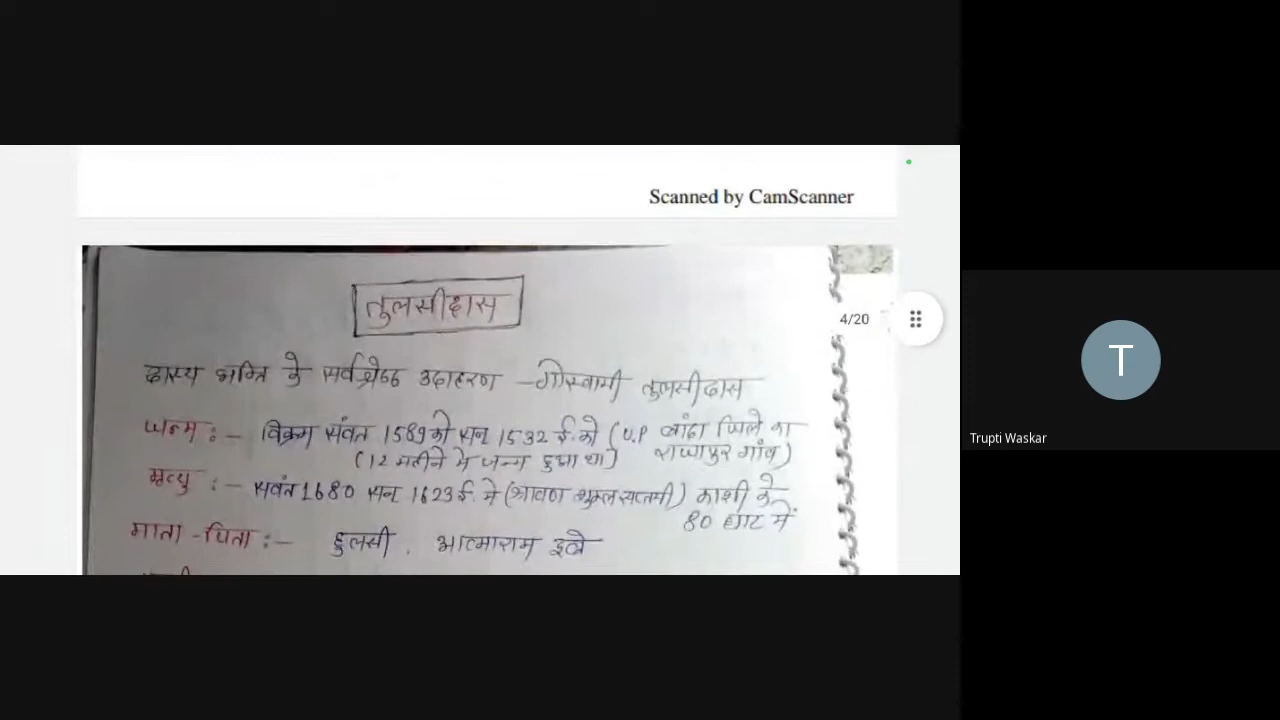 Scanned by CamScanner
तुलसीदास
4/20
दास्य भक्ति के सर्वश्रेष्ठ उदाहरण - गोस्वामी तुलसीदास
जन्म :- विक्रम संवत 1589 को सन 1532 ई. को (U.P बांदा जिले का
(12 महीने में जन्म हुआ था) राजापुर गांव)
मृत्यु :- सवंत 1680 सन 1623 ई. में (श्रावण शुक्ल सप्तमी) काशी के
80 घाट में
माता - पिता :- हुलसी , आत्माराम दुबे
T
Trupti Waskar